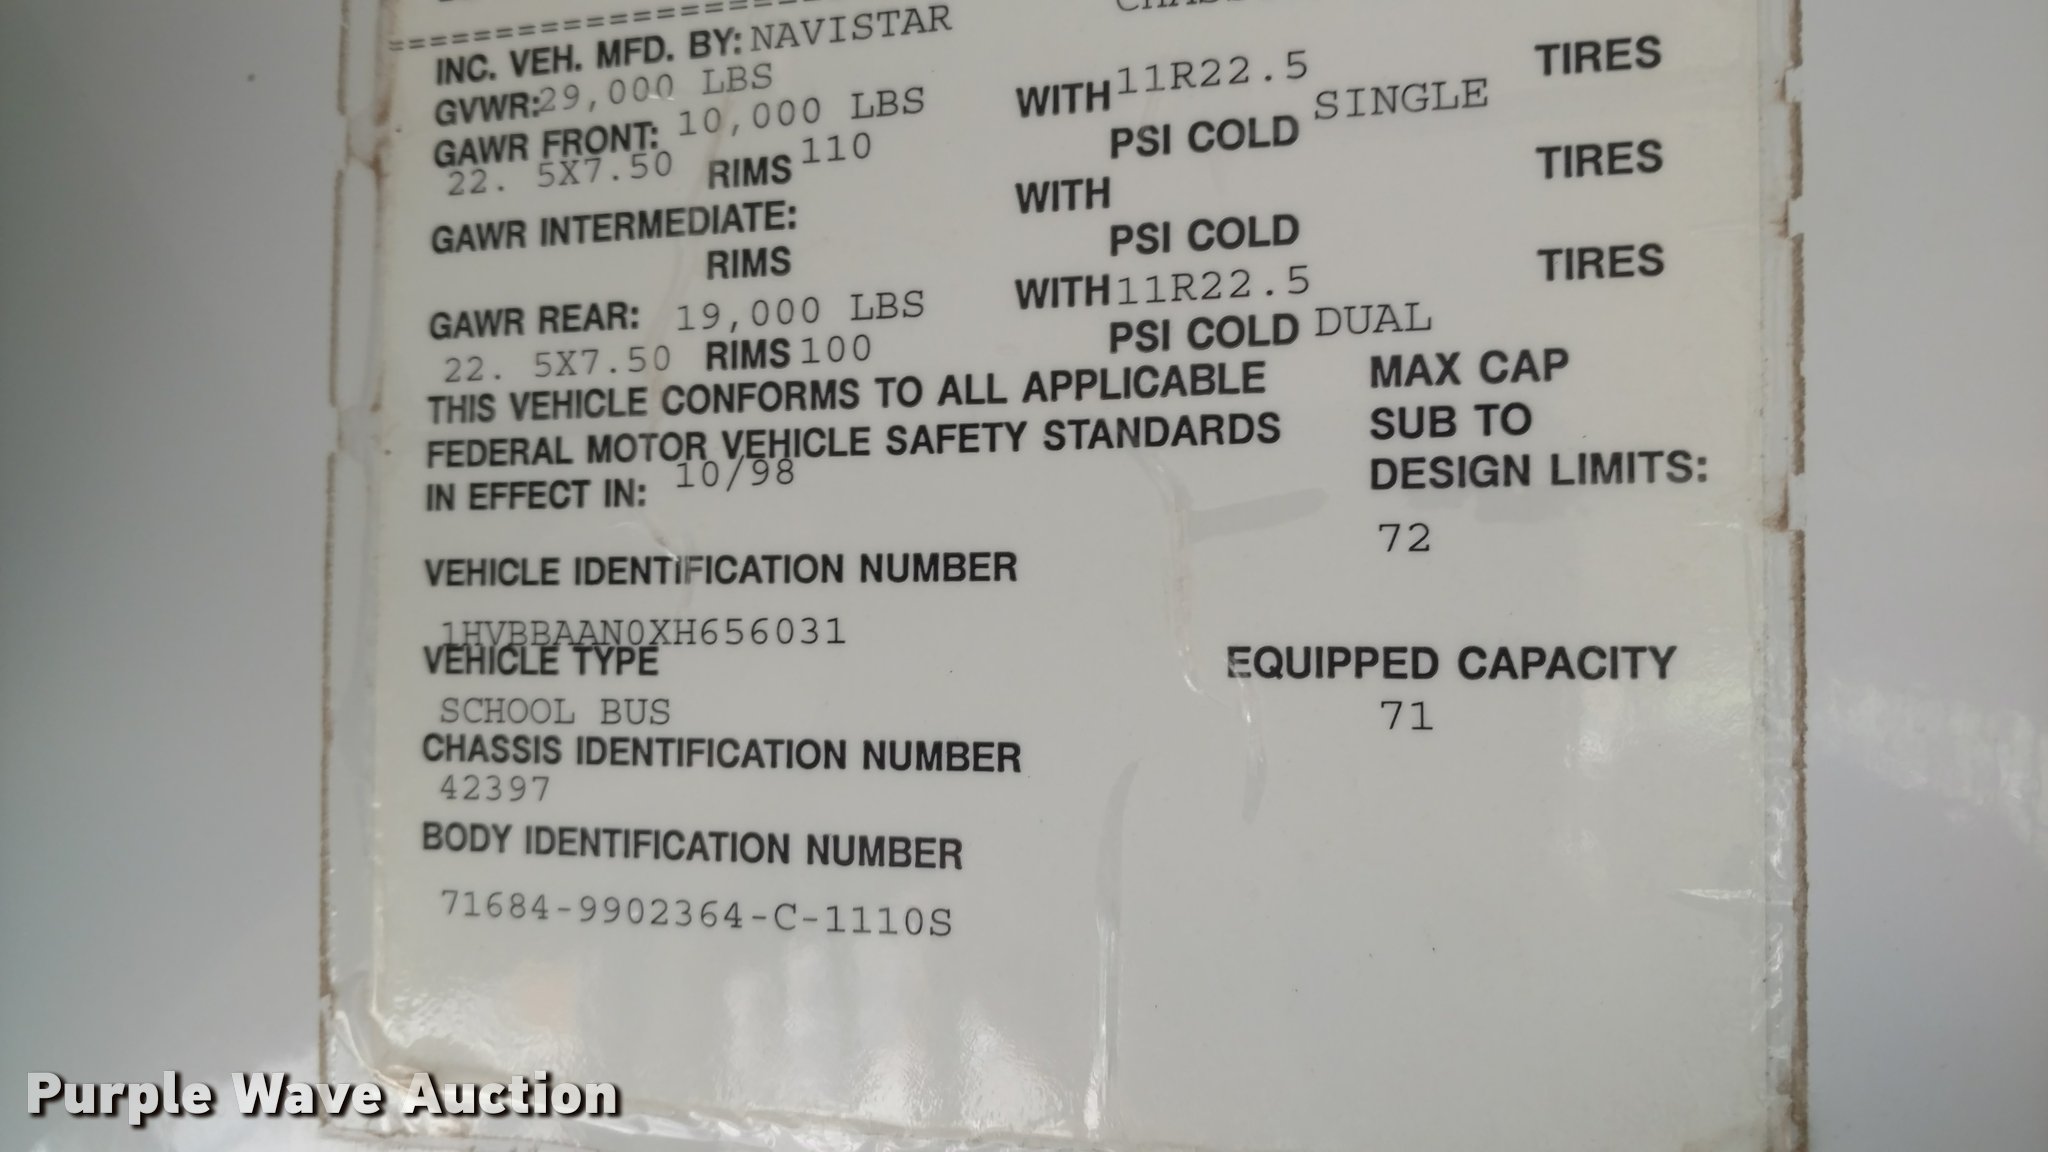 INC. VEH. MFD. BY: NAVISTAR
GVWR: 29,000 LBS
GAWR FRONT: 10,000 LBS WITH 11R22.5 TIRES
22. 5X7.50 RIMS 110 PSI COLD SINGLE
GAWR INTERMEDIATE: WITH TIRES
RIMS PSI COLD
GAWR REAR: 19,000 LBS WITH 11R22.5 TIRES
22. 5X7.50 RIMS 100 PSI COLD DUAL
THIS VEHICLE CONFORMS TO ALL APPLICABLE
FEDERAL MOTOR VEHICLE SAFETY STANDARDS
IN EFFECT IN: 10/98
MAX CAP
SUB TO
DESIGN LIMITS:
72
VEHICLE IDENTIFICATION NUMBER
1HVBBAAN0XH656031
VEHICLE TYPE
SCHOOL BUS
EQUIPPED CAPACITY
71
CHASSIS IDENTIFICATION NUMBER
42397
BODY IDENTIFICATION NUMBER
71684-9902364-C-1110S
Purple Wave Auction